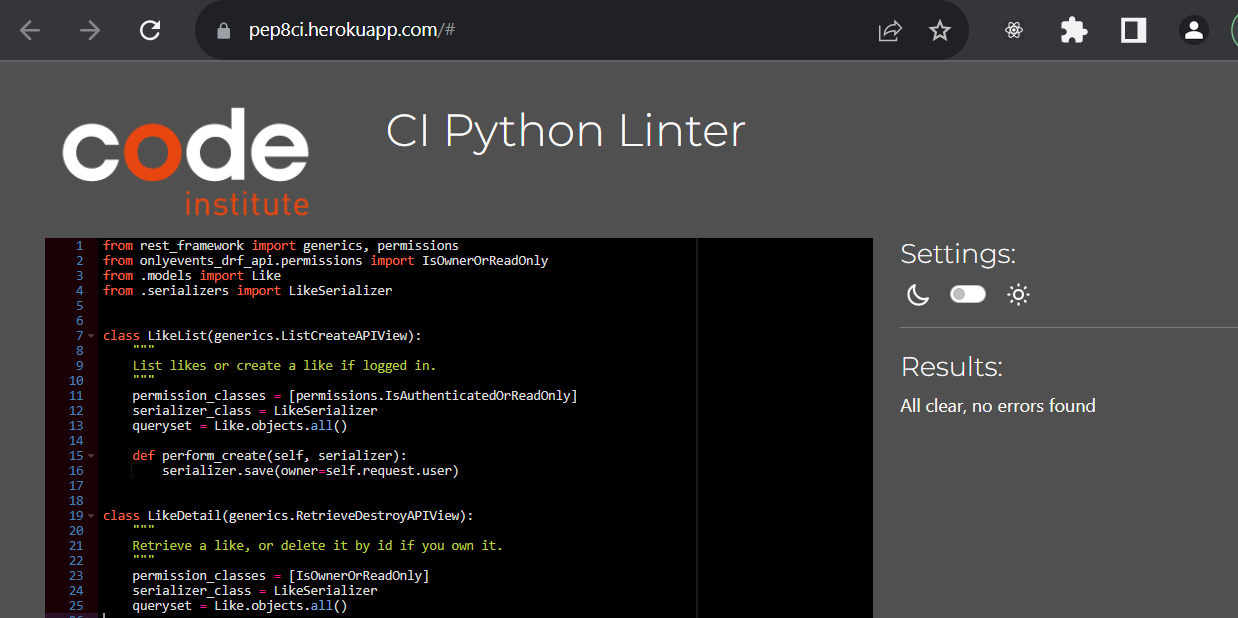 pep8ci.herokuapp.com/#
code
institute
CI Python Linter
1 from rest_framework import generics, permissions
2 from onlyevents_drf_api.permissions import IsOwnerOrReadOnly
3 from .models import Like
4 from .serializers import LikeSerializer
5
6
7 class LikeList(generics.ListCreateAPIView):
8     """
9     List likes or create a like if logged in.
10     """
11     permission_classes = [permissions.IsAuthenticatedOrReadOnly]
12     serializer_class = LikeSerializer
13     queryset = Like.objects.all()
14
15     def perform_create(self, serializer):
16         serializer.save(owner=self.request.user)
17
18
19 class LikeDetail(generics.RetrieveDestroyAPIView):
20     """
21     Retrieve a like, or delete it by id if you own it.
22     """
23     permission_classes = [IsOwnerOrReadOnly]
24     serializer_class = LikeSerializer
25     queryset = Like.objects.all()
26
Settings:
Results:
All clear, no errors found